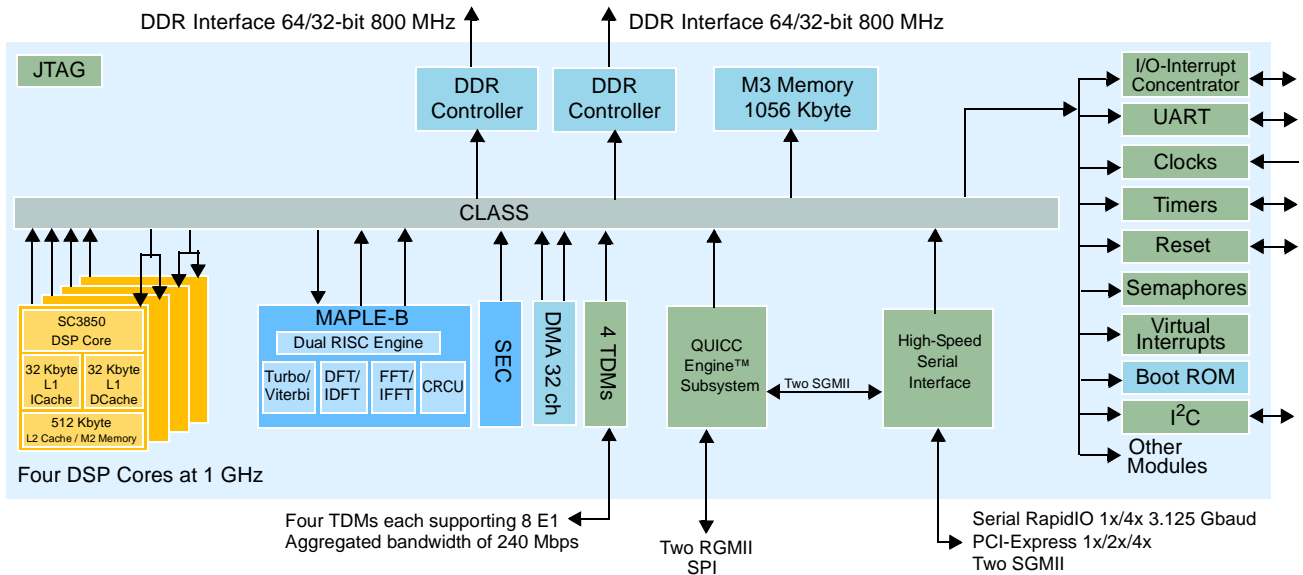 DDR Interface 64/32-bit 800 MHz
DDR Interface 64/32-bit 800 MHz
JTAG
DDR
Controller
DDR
Controller
M3 Memory
1056 Kbyte
I/O-Interrupt
Concentrator
UART
Clocks
Timers
Reset
Semaphores
Virtual
Interrupts
Boot ROM
I²C
Other
Modules
CLASS
SC3850
DSP Core
32 Kbyte
L1
ICache
32 Kbyte
L1
DCache
512 Kbyte
L2 Cache / M2 Memory
Four DSP Cores at 1 GHz
MAPLE-B
Dual RISC Engine
Turbo/
Viterbi
DFT/
IDFT
FFT/
IFFT
CRCU
SEC
DMA 32 ch
4 TDMs
QUICC
Engine™
Subsystem
Two SGMII
High-Speed
Serial
Interface
Four TDMs each supporting 8 E1
Aggregated bandwidth of 240 Mbps
Two RGMII
SPI
Serial RapidIO 1x/4x 3.125 Gbaud
PCI-Express 1x/2x/4x
Two SGMII